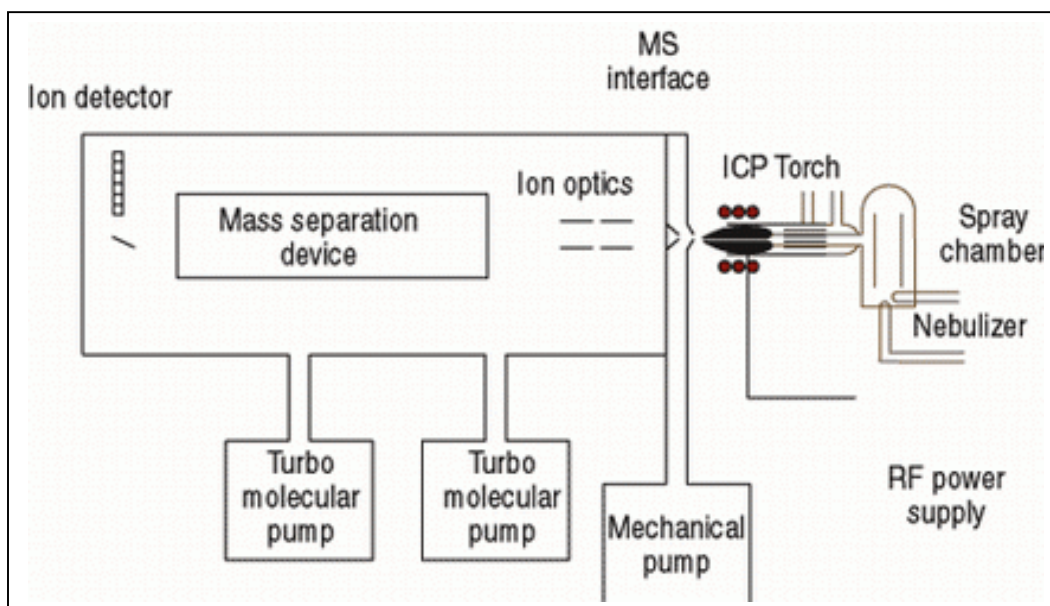 MS
interface
Ion detector
ICP Torch
Ion optics
Mass separation
device
Spray
chamber
Nebulizer
Turbo
molecular
pump
Turbo
molecular
pump
Mechanical
pump
RF power
supply